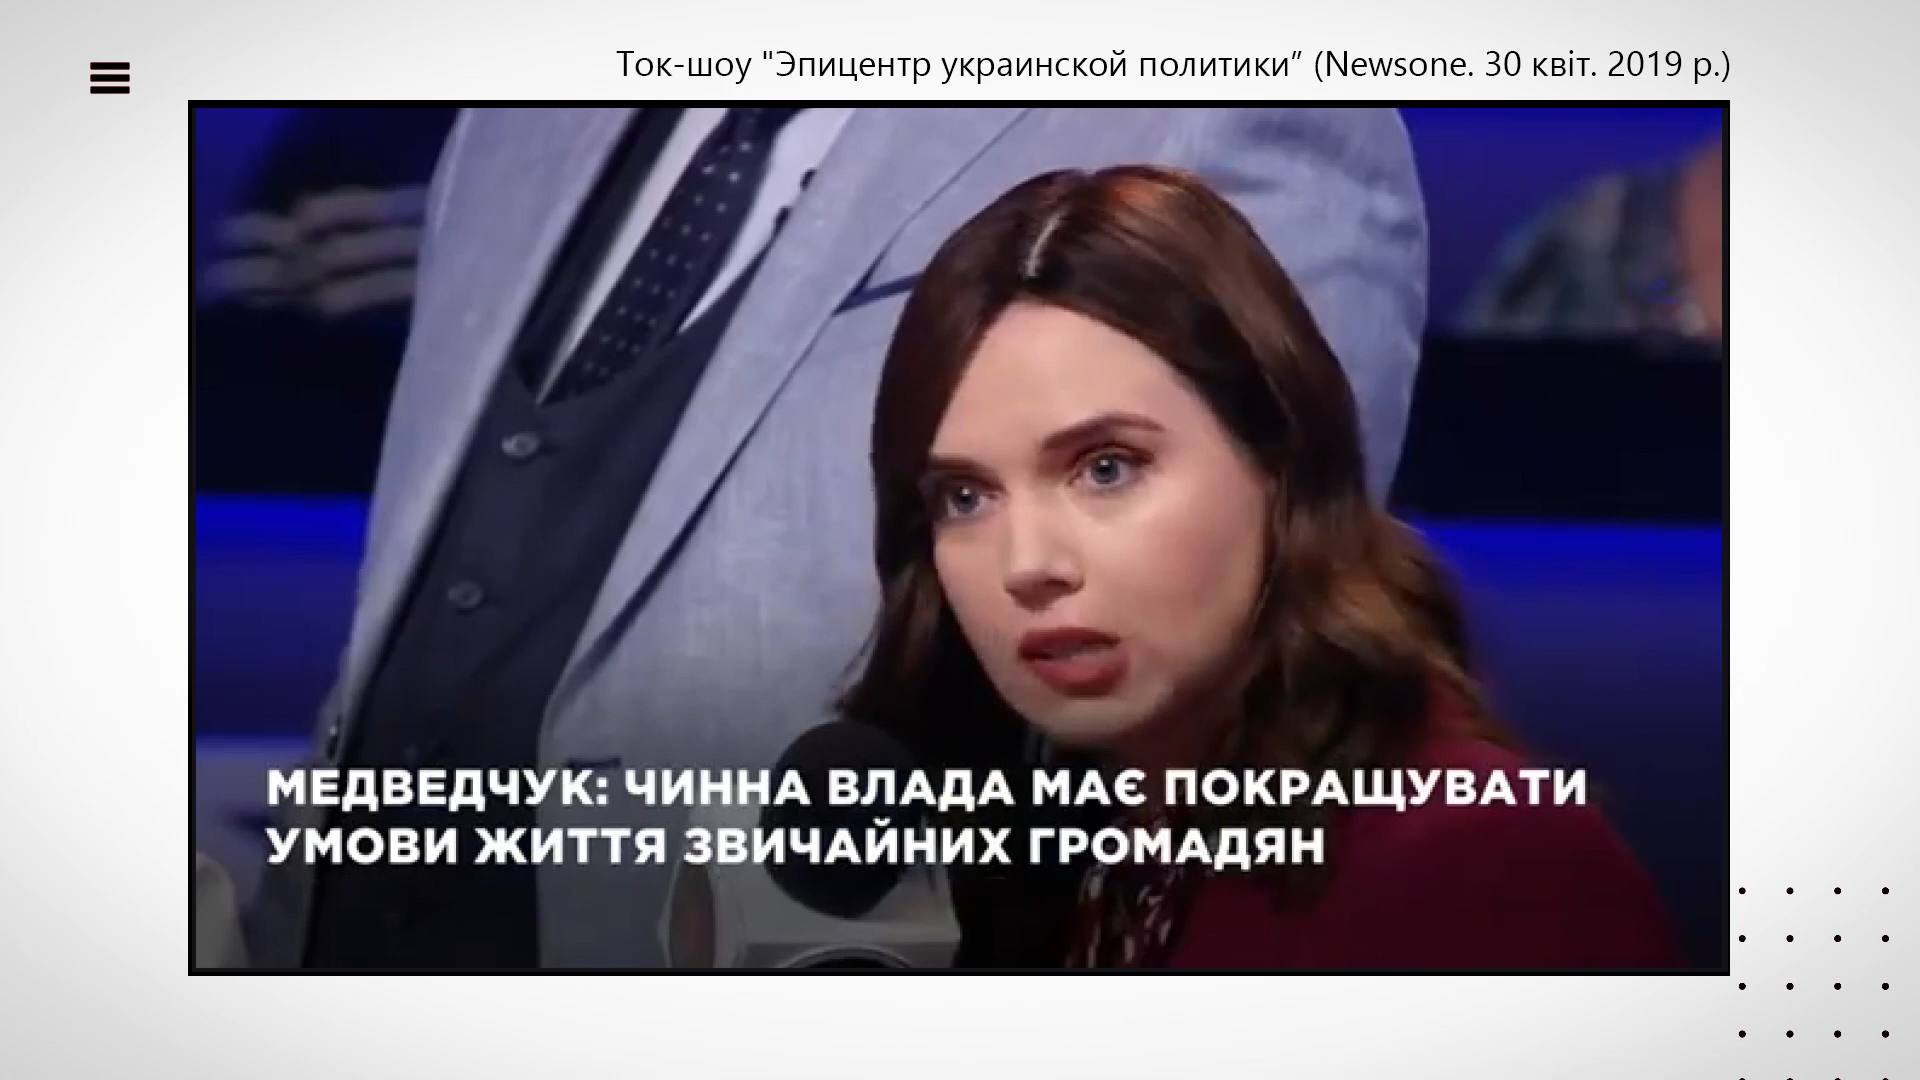 Ток-шоу "Эпицентр украинской политики” (Newsone. 30 квіт. 2019 р.)
МЕДВЕДЧУК: ЧИННА ВЛАДА МАЄ ПОКРАЩУВАТИ
УМОВИ ЖИТТЯ ЗВИЧАЙНИХ ГРОМАДЯН